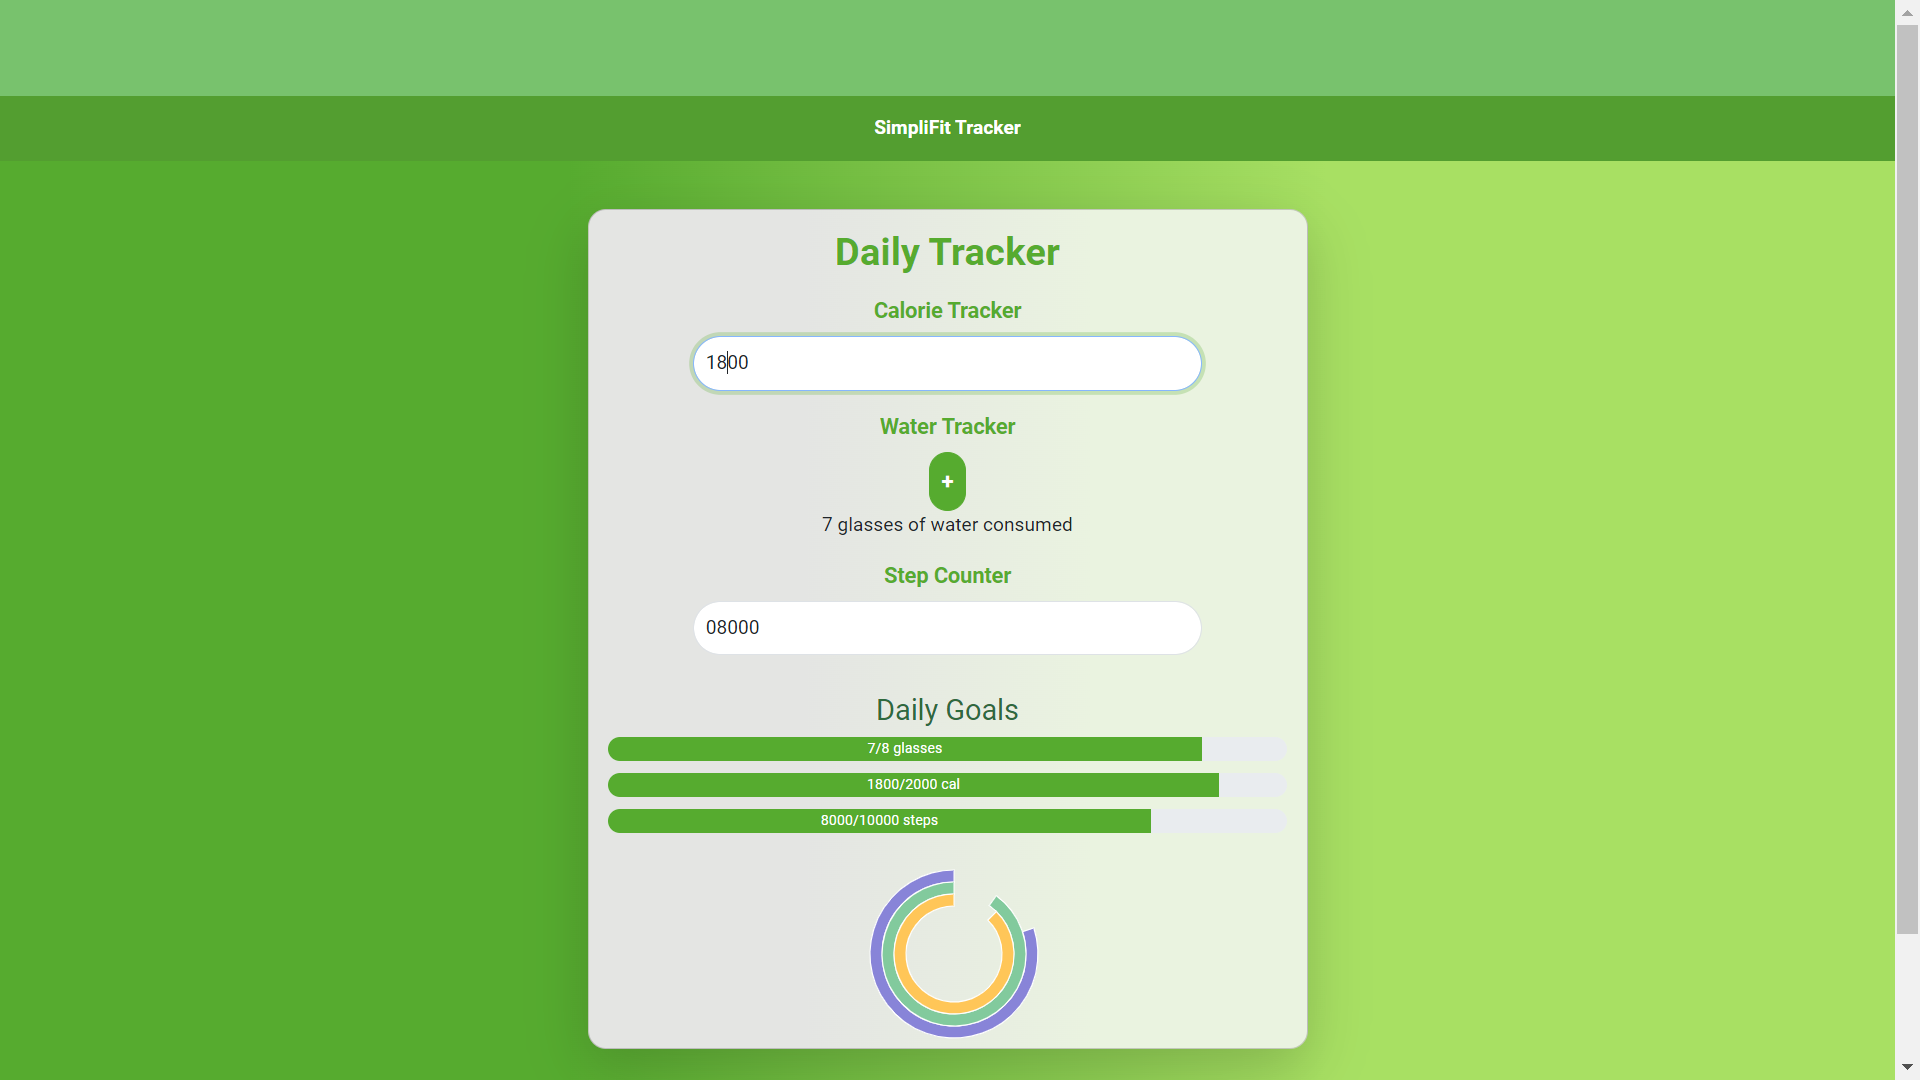 SimpliFit Tracker
Daily Tracker
Calorie Tracker
1800
Water Tracker
+
7 glasses of water consumed
Step Counter
08000
Daily Goals
7/8 glasses
1800/2000 cal
8000/10000 steps